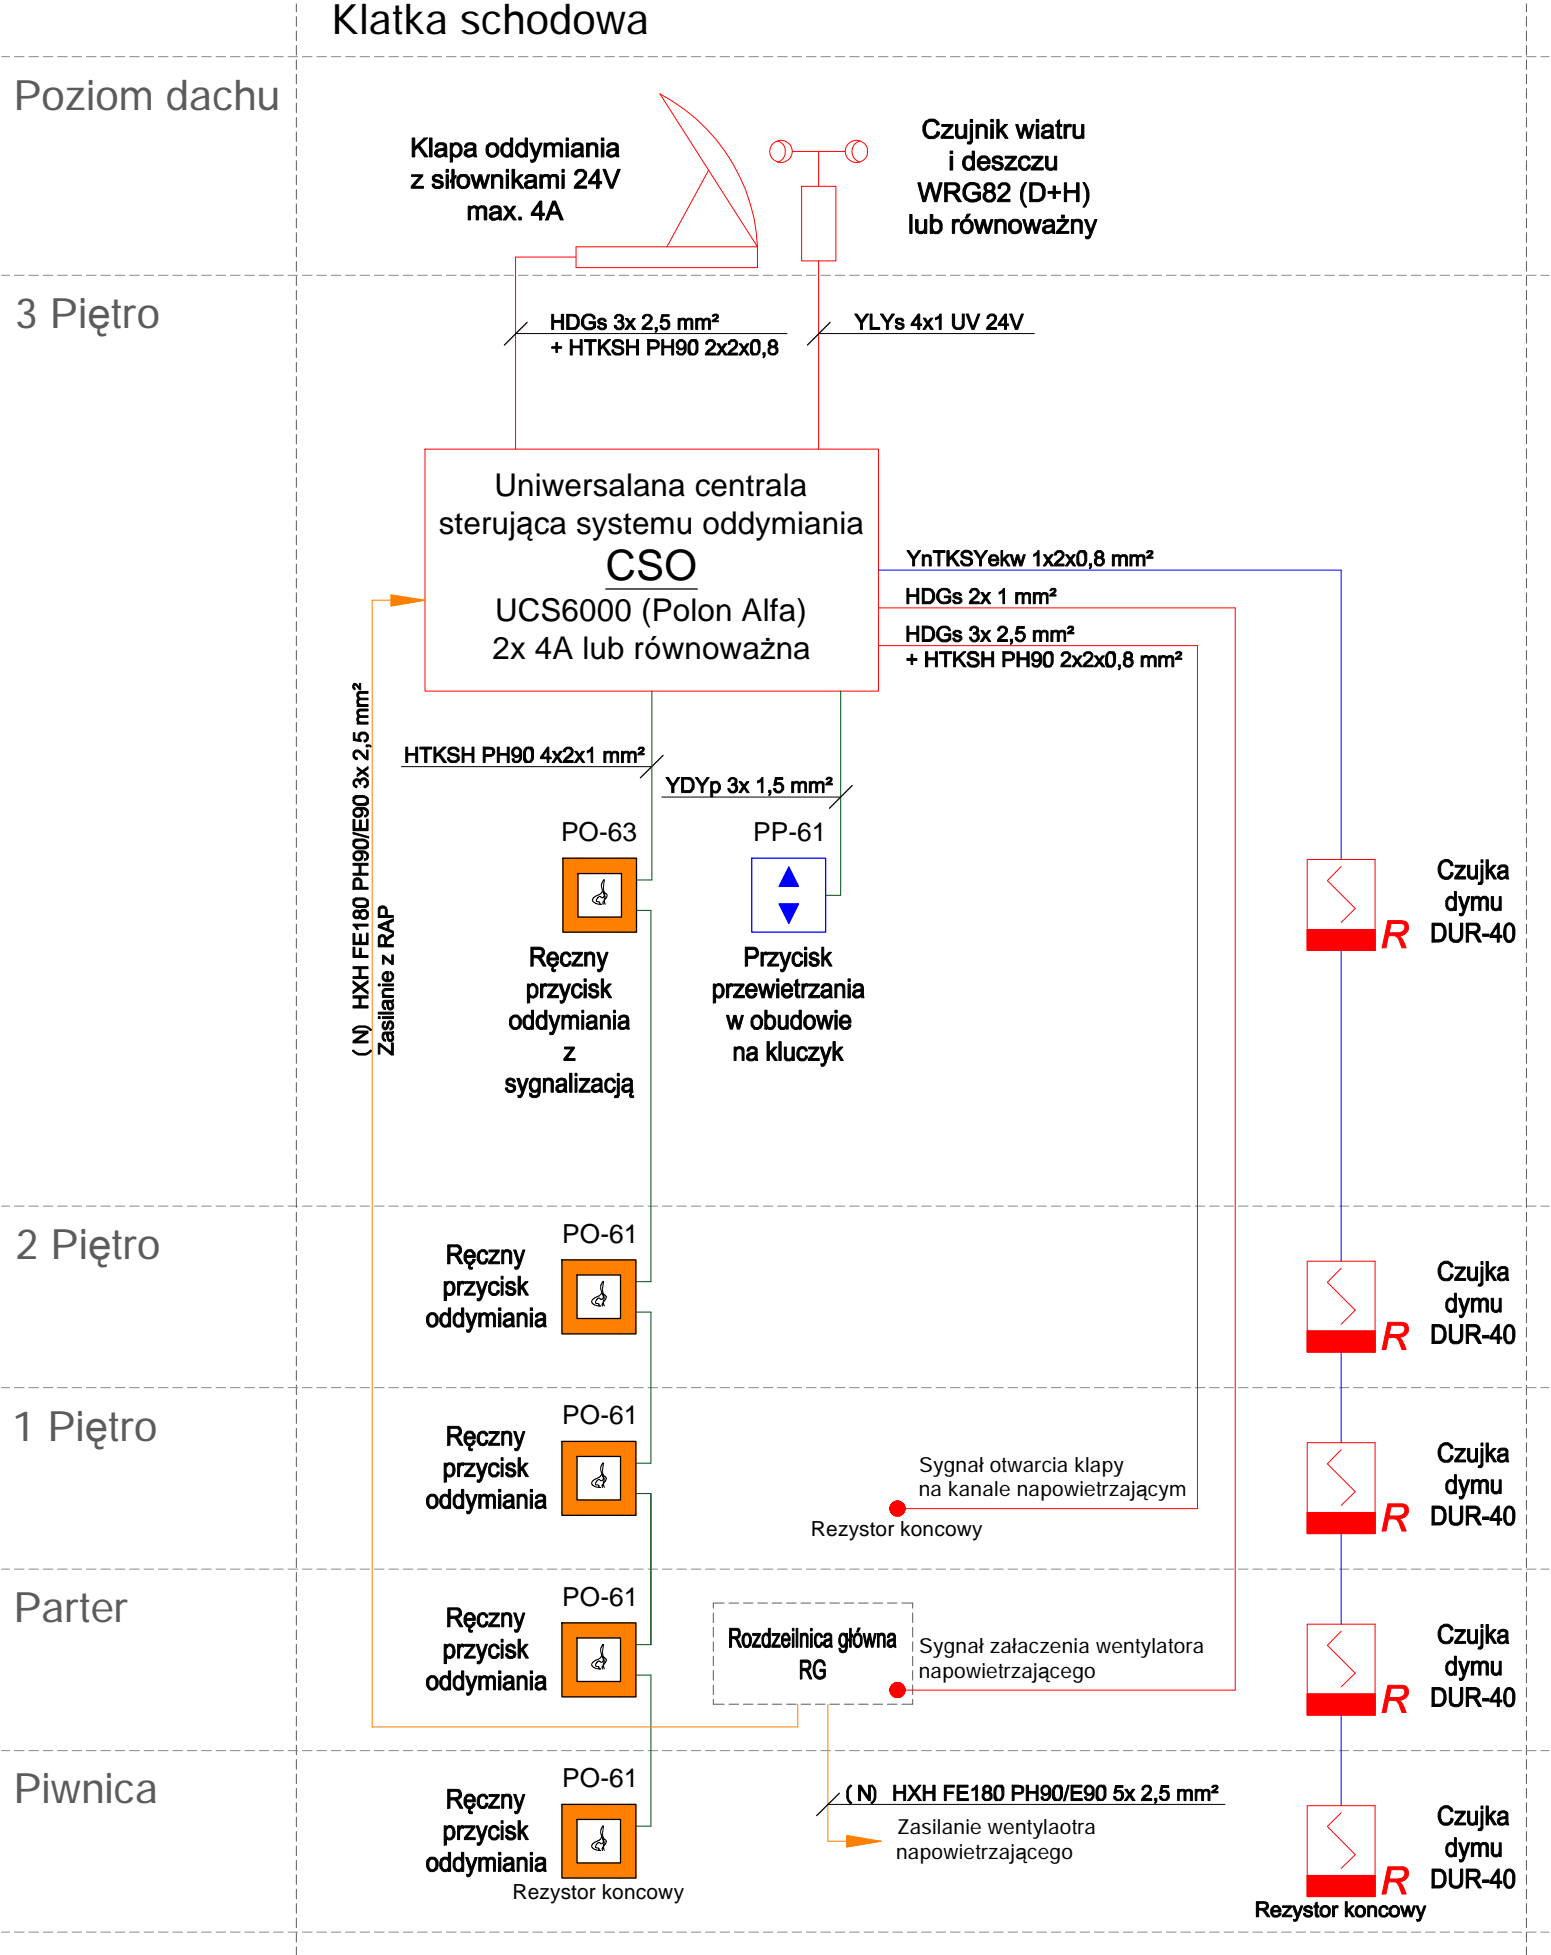 Klatka schodowa
Poziom dachu
Klapa oddymiania
z siłownikami 24V
max. 4A
Czujnik wiatru
i deszczu
WRG82 (D+H)
lub równoważny
3 Piętro
HDGs 3x 2,5 mm²
+ HTKSH PH90 2x2x0,8
YLYs 4x1 UV 24V
Uniwersalana centrala
sterująca systemu oddymiania
CSO
UCS6000 (Polon Alfa)
2x 4A lub równoważna
YnTKSYekw 1x2x0,8 mm²
HDGs 2x 1 mm²
HDGs 3x 2,5 mm²
+ HTKSH PH90 2x2x0,8 mm²
(N) HXH FE180 PH90/E90 3x 2,5 mm²
Zasilanie z RAP
HTKSH PH90 4x2x1 mm²
YDYp 3x 1,5 mm²
PO-63
Ręczny
przycisk
oddymiania
z
sygnalizacją
PP-61
Przycisk
przewietrzania
w obudowie
na kluczyk
R
Czujka
dymu
DUR-40
2 Piętro
Ręczny
przycisk
oddymiania
PO-61
R
Czujka
dymu
DUR-40
1 Piętro
Ręczny
przycisk
oddymiania
PO-61
Sygnał otwarcia klapy
na kanale napowietrzającym
Rezystor koncowy
R
Czujka
dymu
DUR-40
Parter
Ręczny
przycisk
oddymiania
PO-61
Rozdzeilnica główna
RG
Sygnał załaczenia wentylatora
napowietrzającego
R
Czujka
dymu
DUR-40
Piwnica
Ręczny
przycisk
oddymiania
PO-61
Rezystor koncowy
(N) HXH FE180 PH90/E90 5x 2,5 mm²
Zasilanie wentylaotra
napowietrzającego
R
Czujka
dymu
DUR-40
Rezystor koncowy